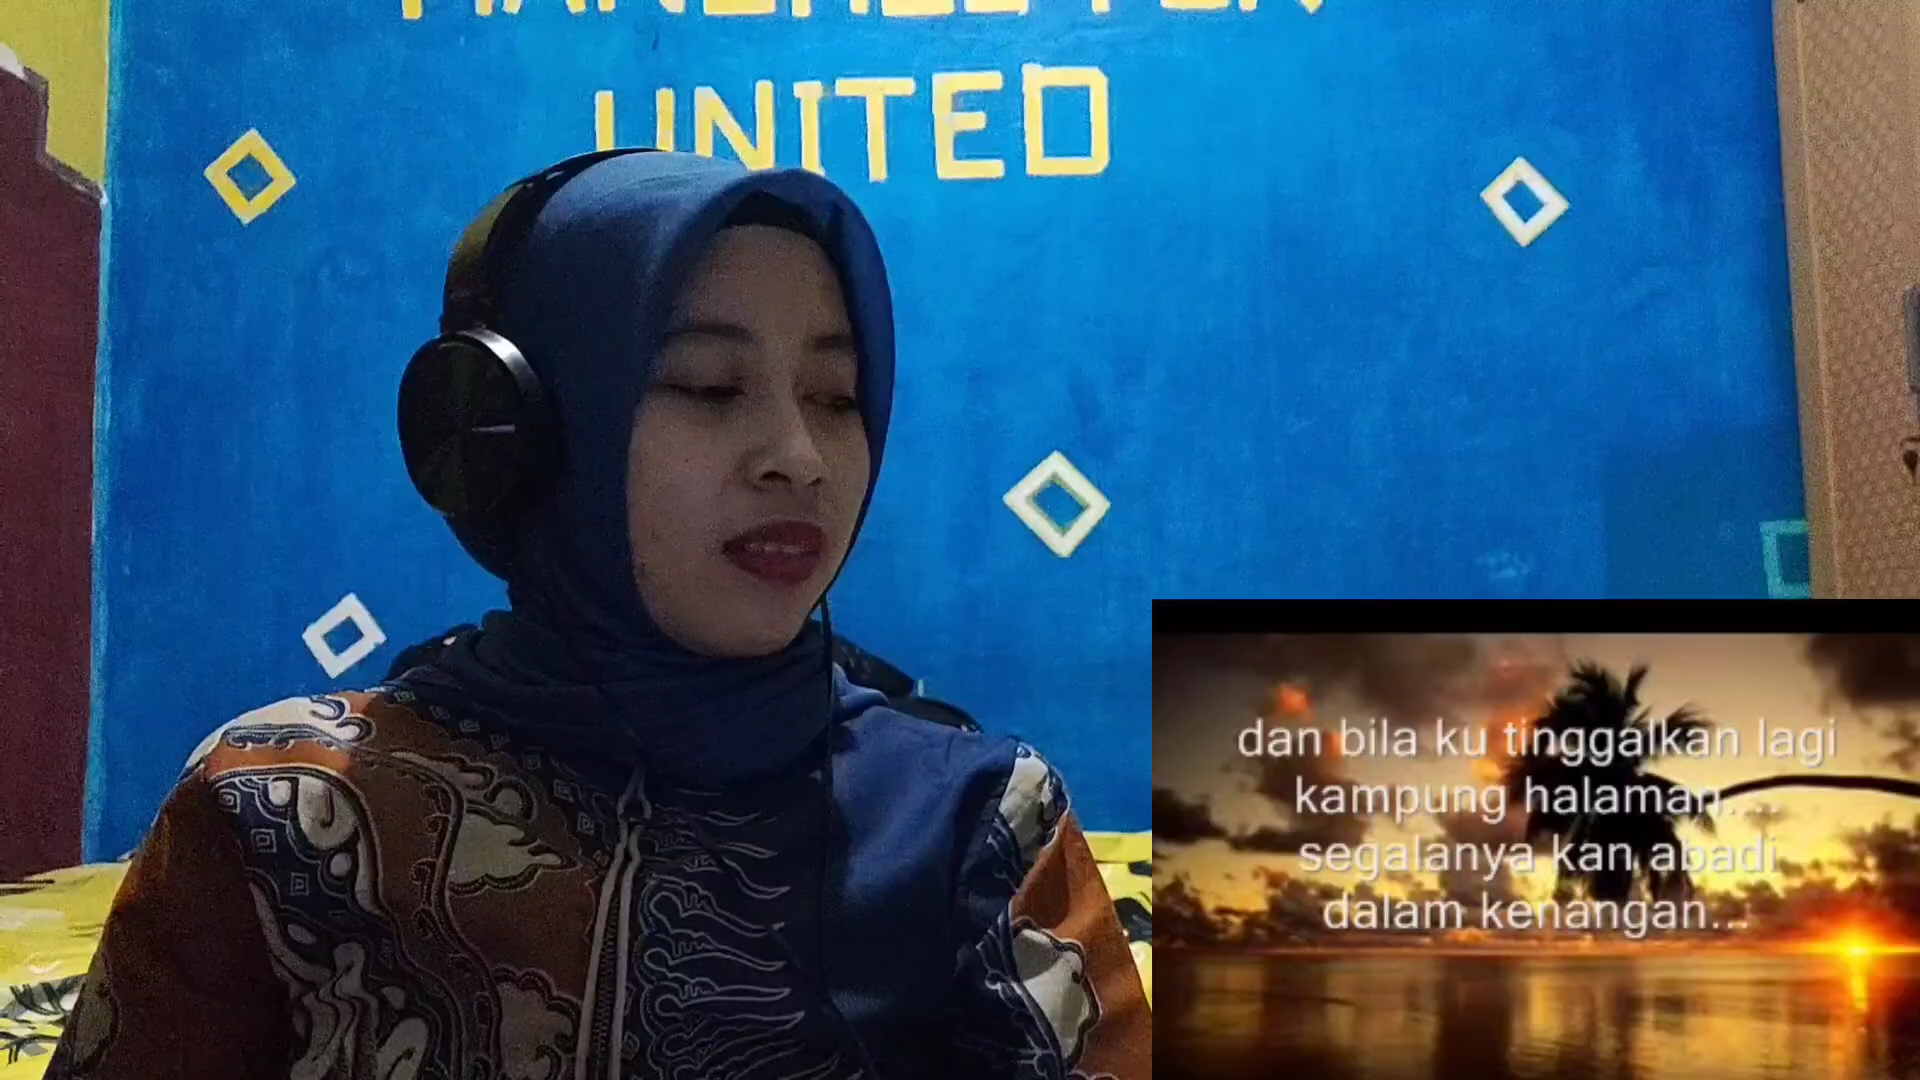 UNITED
dan bila ku tinggalkan lagi
kampung halaman....
segalanya kan abadi
dalam kenangan...